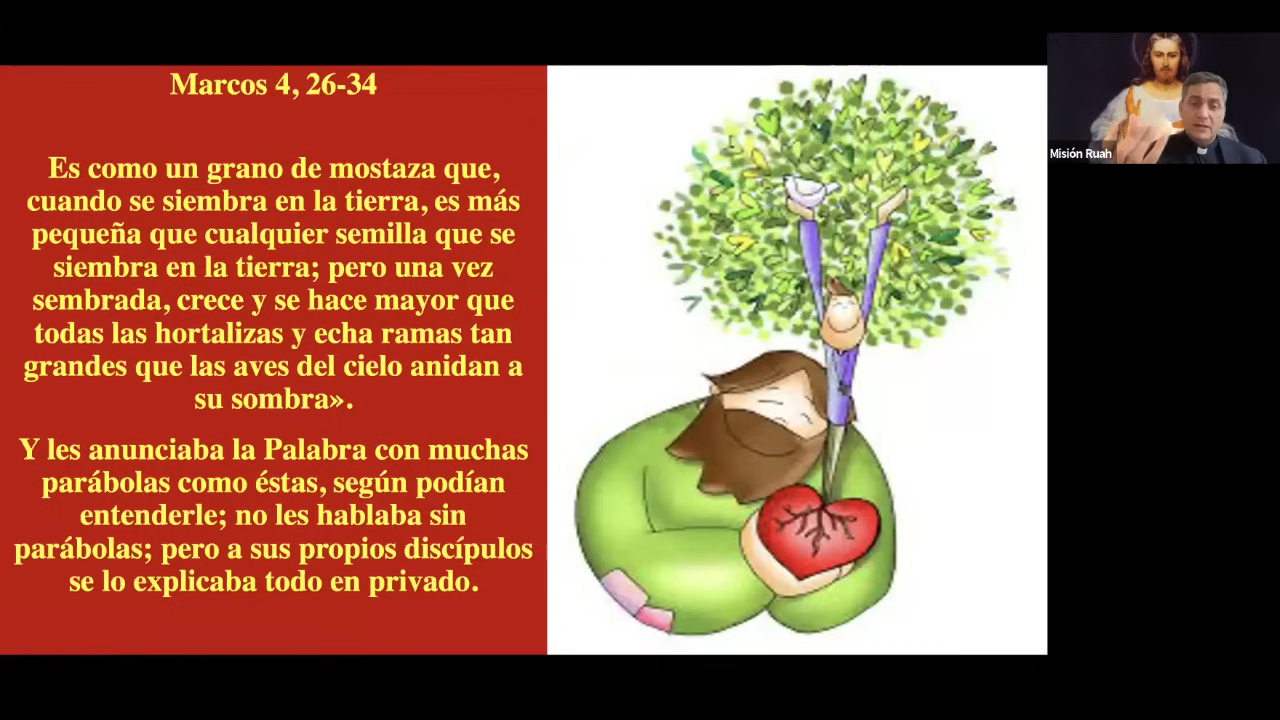 Marcos 4, 26-34
Es como un grano de mostaza que,
cuando se siembra en la tierra, es más
pequeña que cualquier semilla que se
siembra en la tierra; pero una vez
sembrada, crece y se hace mayor que
todas las hortalizas y echa ramas tan
grandes que las aves del cielo anidan a
su sombra».
Y les anunciaba la Palabra con muchas
parábolas como éstas, según podían
entenderle; no les hablaba sin
parábolas; pero a sus propios discípulos
se lo explicaba todo en privado.
Misión Ruah